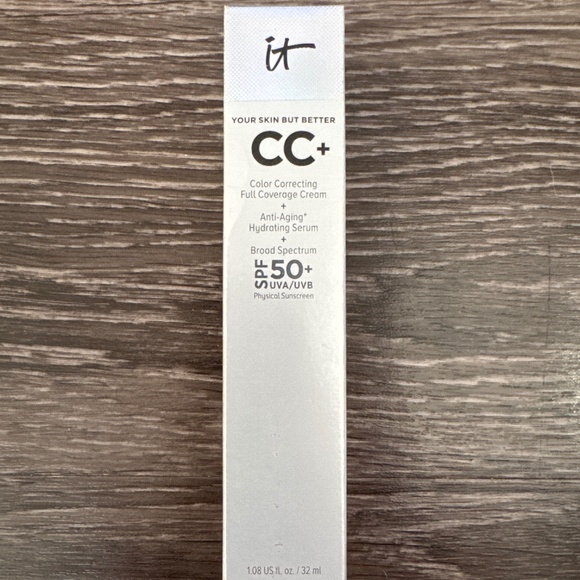 it
YOUR SKIN BUT BETTER
CC+
Color Correcting
Full Coverage Cream
+
Anti-Aging*
Hydrating Serum
+
Broad Spectrum
SPF 50+
UVA/UVB
Physical Sunscreen
1.08 US fl. oz. / 32 ml